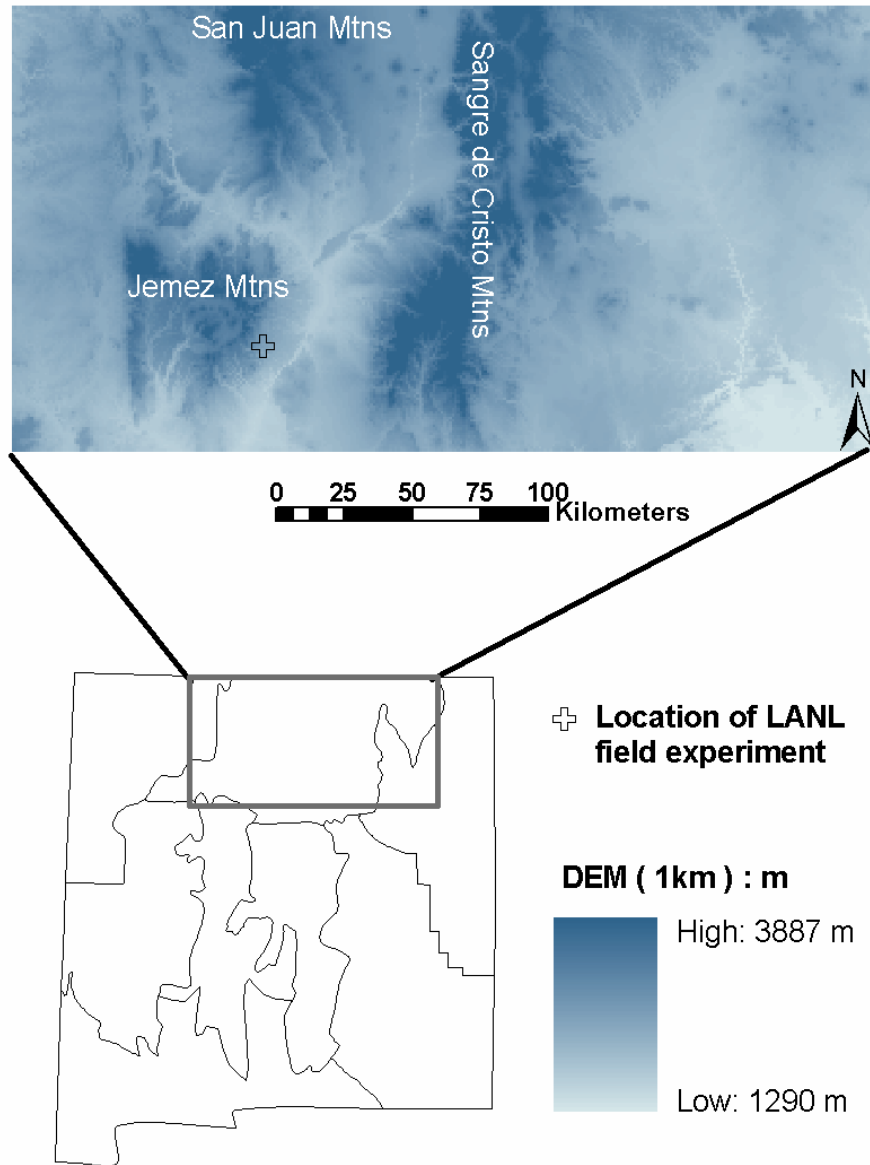 San Juan Mtns
Sangre de Cristo Mtns
Jemez Mtns
N
0 25 50 75 100
Kilometers
Location of LANL
field experiment
DEM ( 1km ) : m
High: 3887 m
Low: 1290 m